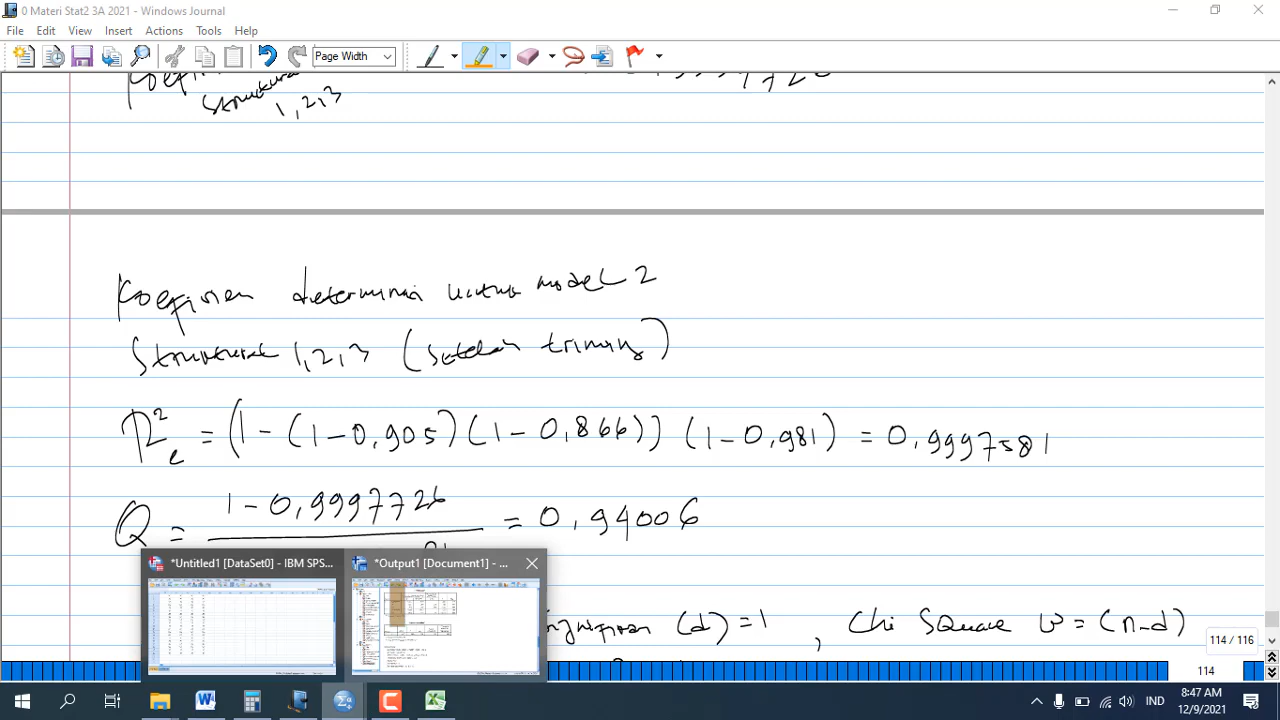 0 Materi Stat2 3A 2021 - Windows Journal
File Edit View Insert Actions Tools Help
Page Width
Struktural
1,2,3
Koefisien determinasi untuk model 2
Struktural 1,2,3 (setelah triming)
R²e = (1 - (1-0,905)(1-0,866)) (1-0,981) = 0,9997581
Q = 1-0,9997726 = 0,94006
*Untitled1 [DataSet0] - IBM SPS...
*Output1 [Document1] - ...
(d) = 1 , Chi Square W = (n-d)
114 / 116
114
IND
8:47 AM
12/9/2021